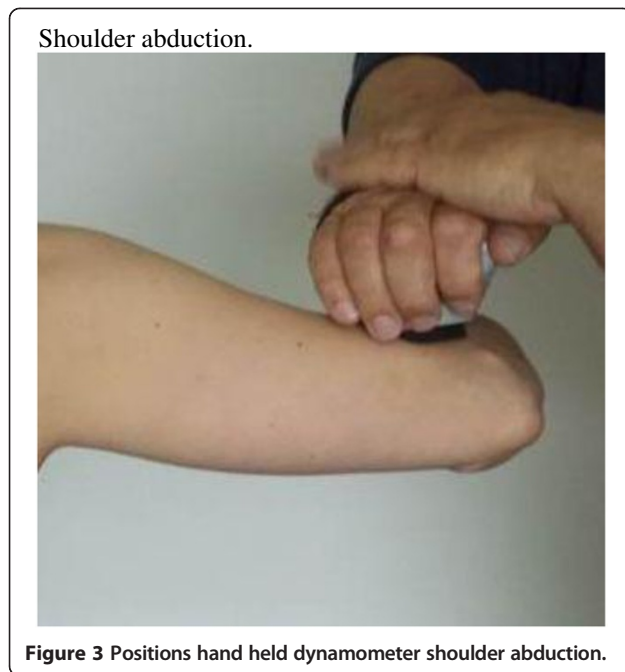 Shoulder abduction.
Figure 3 Positions hand held dynamometer shoulder abduction.